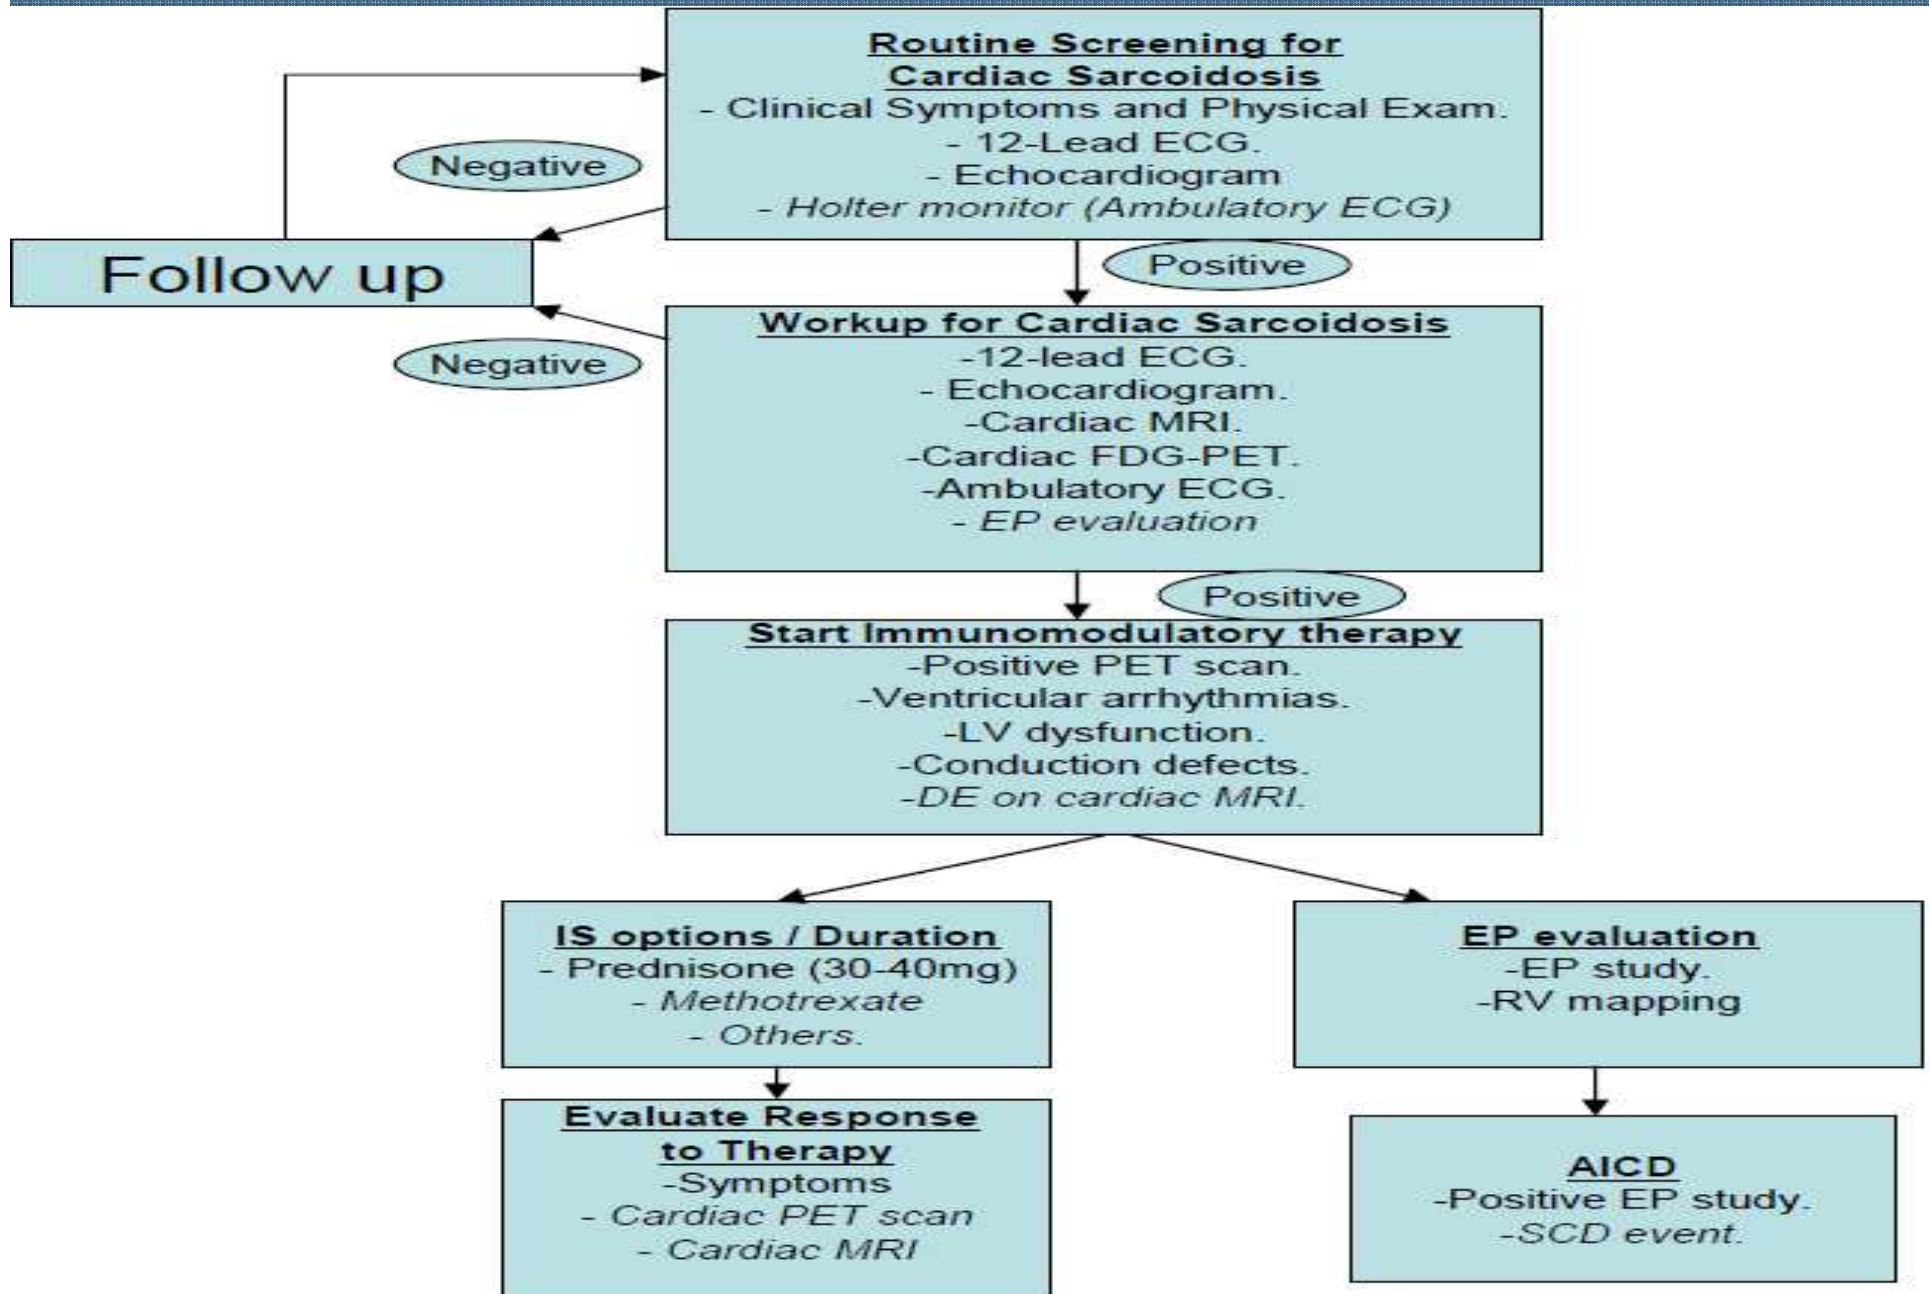 Routine Screening for
Cardiac Sarcoidosis
- Clinical Symptoms and Physical Exam.
- 12-Lead ECG.
- Echocardiogram
- Holter monitor (Ambulatory ECG)
Negative
Follow up
Positive
Negative
Workup for Cardiac Sarcoidosis
-12-lead ECG.
- Echocardiogram.
-Cardiac MRI.
-Cardiac FDG-PET.
-Ambulatory ECG.
- EP evaluation
Positive
Start Immunomodulatory therapy
-Positive PET scan.
-Ventricular arrhythmias.
-LV dysfunction.
-Conduction defects.
-DE on cardiac MRI.
IS options / Duration
- Prednisone (30-40mg)
- Methotrexate
- Others.
EP evaluation
-EP study.
-RV mapping
Evaluate Response
to Therapy
-Symptoms
- Cardiac PET scan
- Cardiac MRI
AICD
-Positive EP study.
-SCD event.